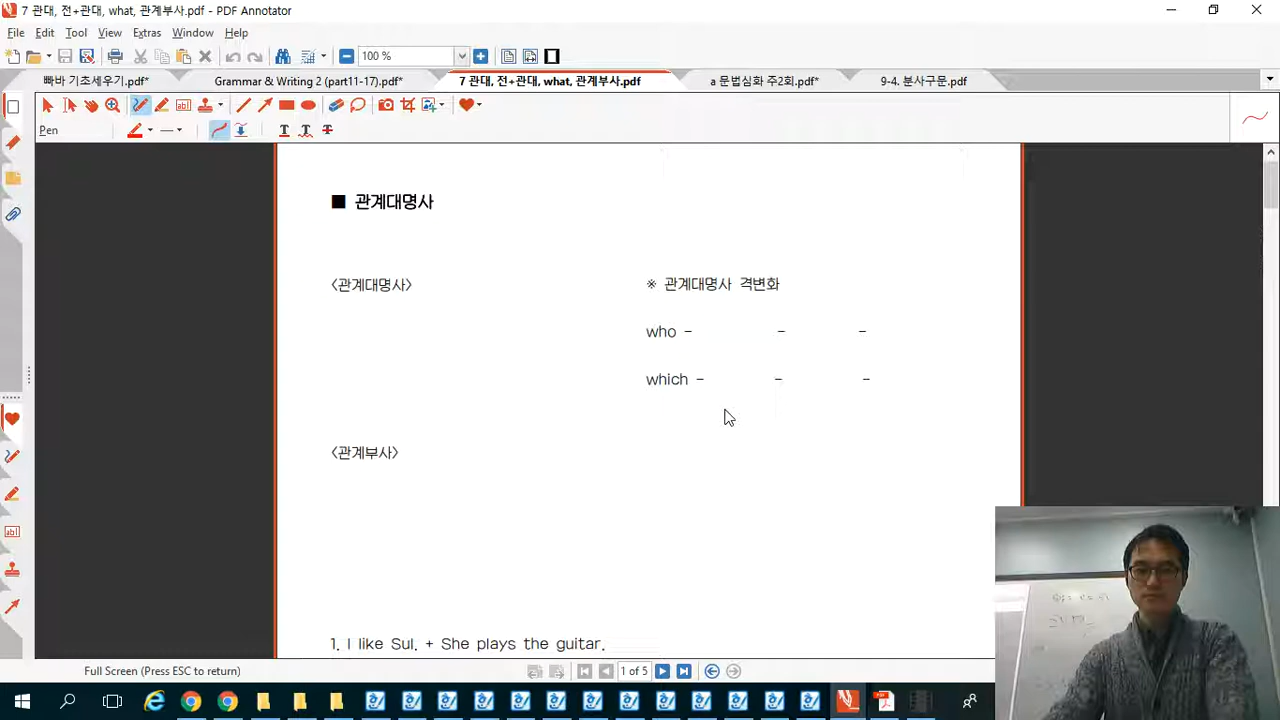 7 관대, 전+관대, what, 관계부사.pdf - PDF Annotator
File Edit Tool View Extras Window Help
100 %
빠바 기초세우기.pdf* Grammar & Writing 2 (part11-17).pdf* 7 관대, 전+관대, what, 관계부사.pdf a 문법심화 주2회.pdf* 9-4. 분사구문.pdf
Pen
■ 관계대명사
<관계대명사> ※ 관계대명사 격변화
who - - -
which - - -
<관계부사>
1. I like Sul. + She plays the guitar.
Full Screen (Press ESC to return) 1 of 5